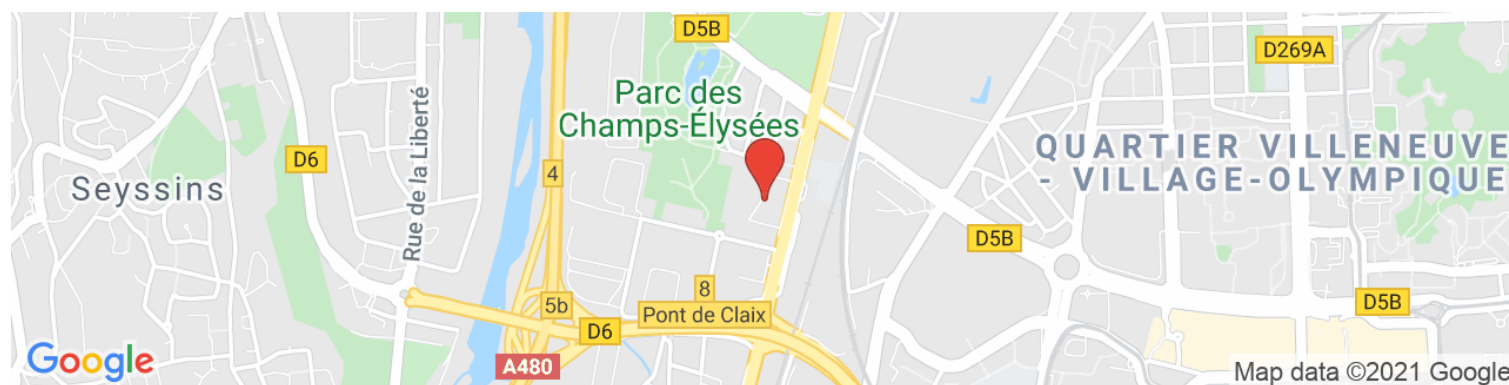 D5B
D269A
Parc des
Champs-Élysées
QUARTIER VILLENEUVE
- VILLAGE-OLYMPIQUE
D6
4
Seyssins
Rue de la Liberté
D5B
8
5b
Pont de Claix
D5B
D6
A480
Google
Map data ©2021 Google